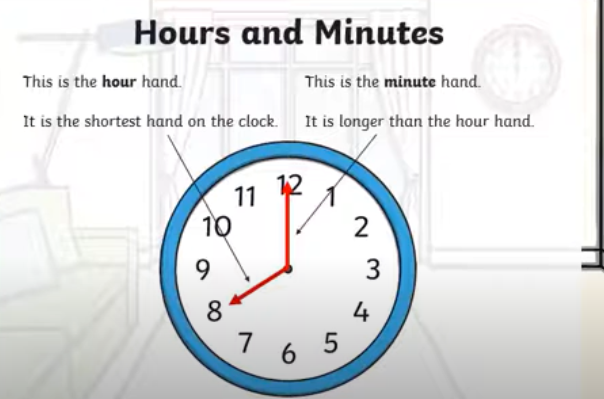 Hours and Minutes
This is the hour hand.
This is the minute hand.
It is the shortest hand on the clock.
It is longer than the hour hand.
12
11
1
10
2
9
3
8
4
7
5
6